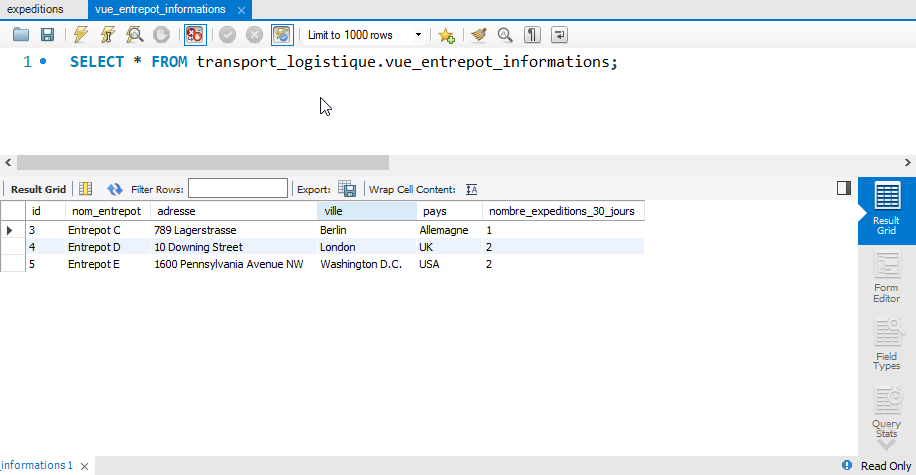 expeditions vue_entrepot_informations
Limit to 1000 rows
1 SELECT * FROM transport_logistique.vue_entrepot_informations;
Result Grid Filter Rows: Export: Wrap Cell Content:
id nom_entrepot adresse ville pays nombre_expeditions_30_jours
3 Entrepot C 789 Lagerstrasse Berlin Allemagne 1
4 Entrepot D 10 Downing Street London UK 2
5 Entrepot E 1600 Pennsylvania Avenue NW Washington D.C. USA 2
Result
Grid
Form
Editor
Field
Types
Query
Stats
_informations 1
Read Only